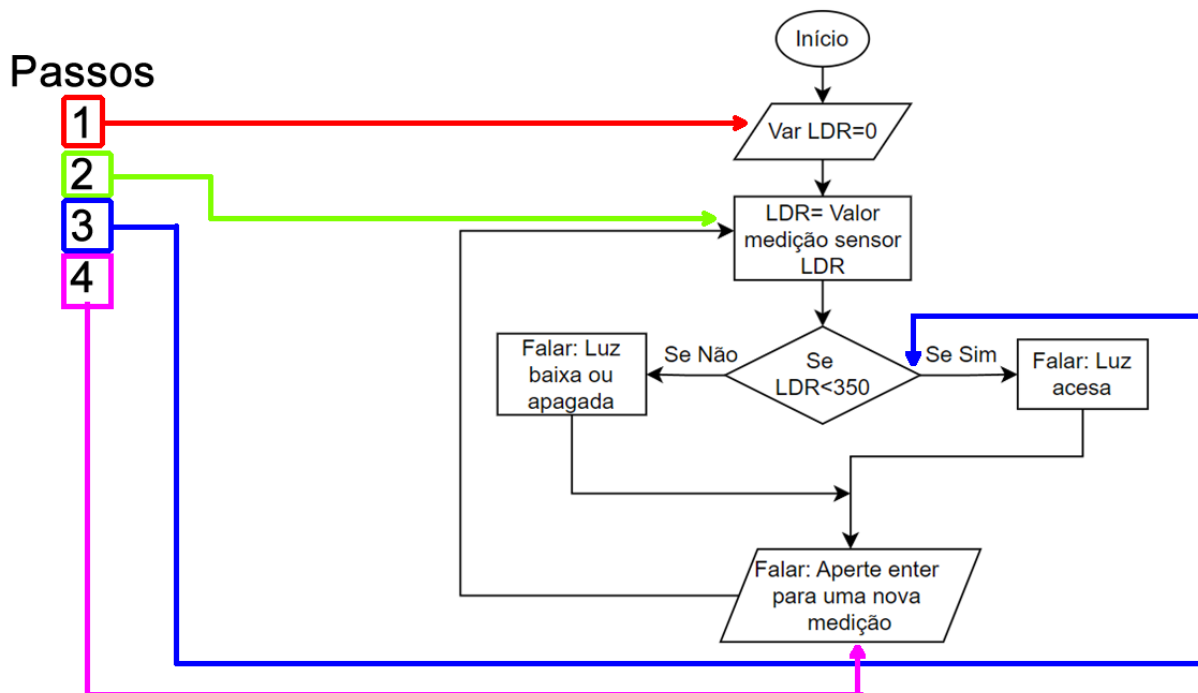 Passos
1
2
3
4
Início
Var LDR=0
LDR= Valor
medição sensor
LDR
Se
LDR<350
Se Não
Falar: Luz
baixa ou
apagada
Se Sim
Falar: Luz
acesa
Falar: Aperte enter
para uma nova
medição